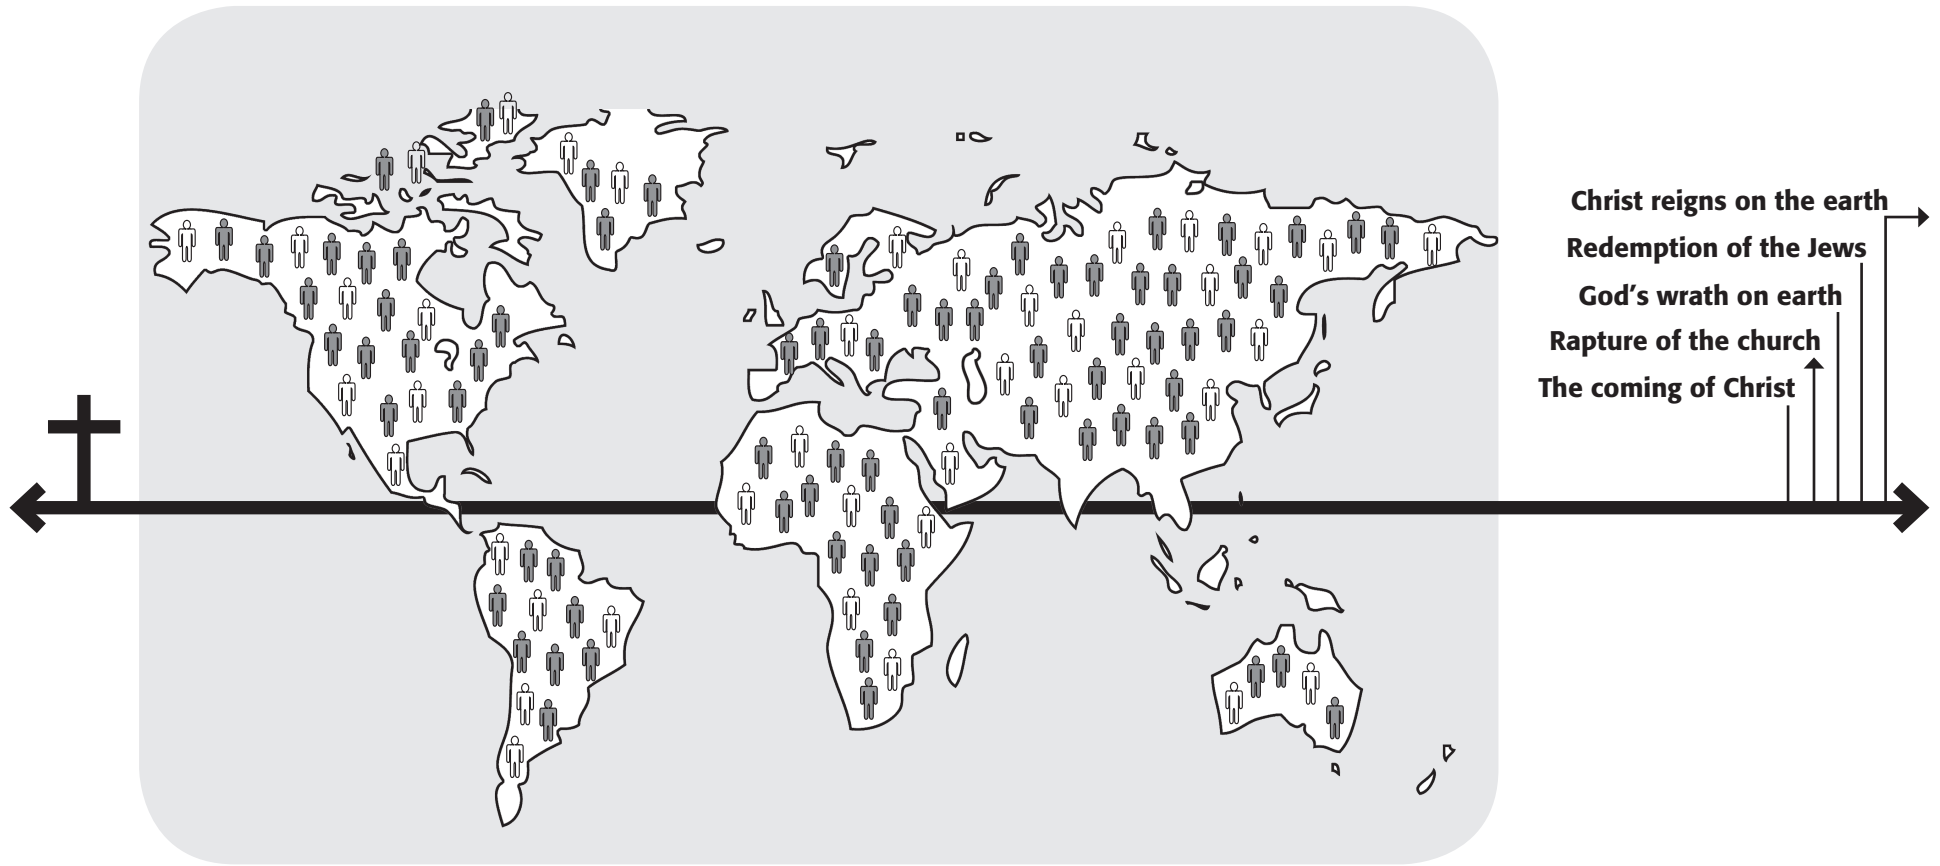 Christ reigns on the earth
Redemption of the Jews
God’s wrath on earth
Rapture of the church
The coming of Christ